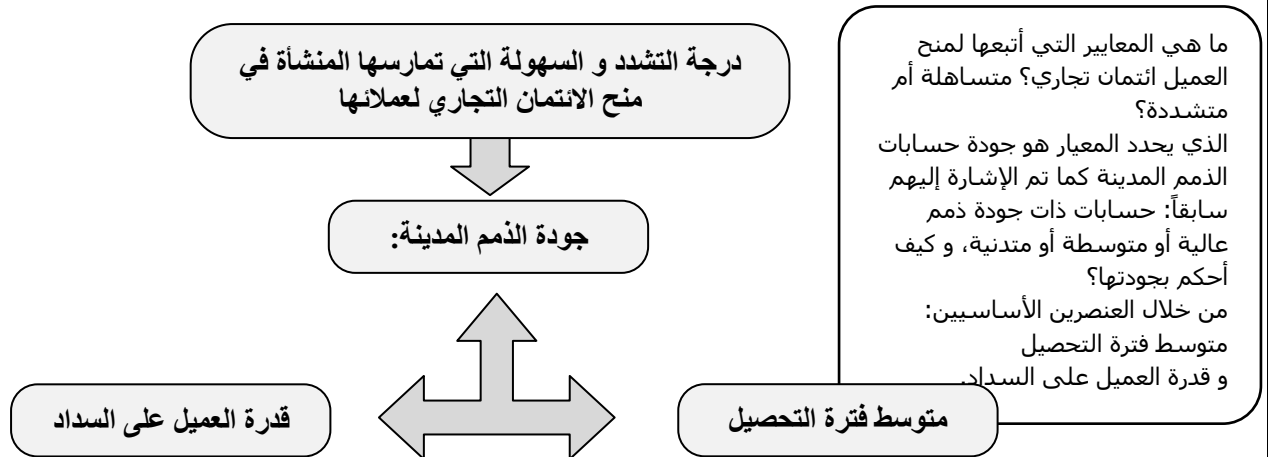 درجة التشدد و السهولة التي تمارسها المنشأة في
منح الائتمان التجاري لعملائها
جودة الذمم المدينة:
متوسط فترة التحصيل
قدرة العميل على السداد
ما هي المعايير التي أتبعها لمنح
العميل ائتمان تجاري؟ متساهلة أم
متشددة؟
الذي يحدد المعيار هو جودة حسابات
الذمم المدينة كما تم الإشارة إليهم
سابقاً: حسابات ذات جودة ذمم
عالية أو متوسطة أو متدنية، و كيف
أحكم بجودتها؟
من خلال العنصرين الأساسيين:
متوسط فترة التحصيل
و قدرة العميل على السداد.